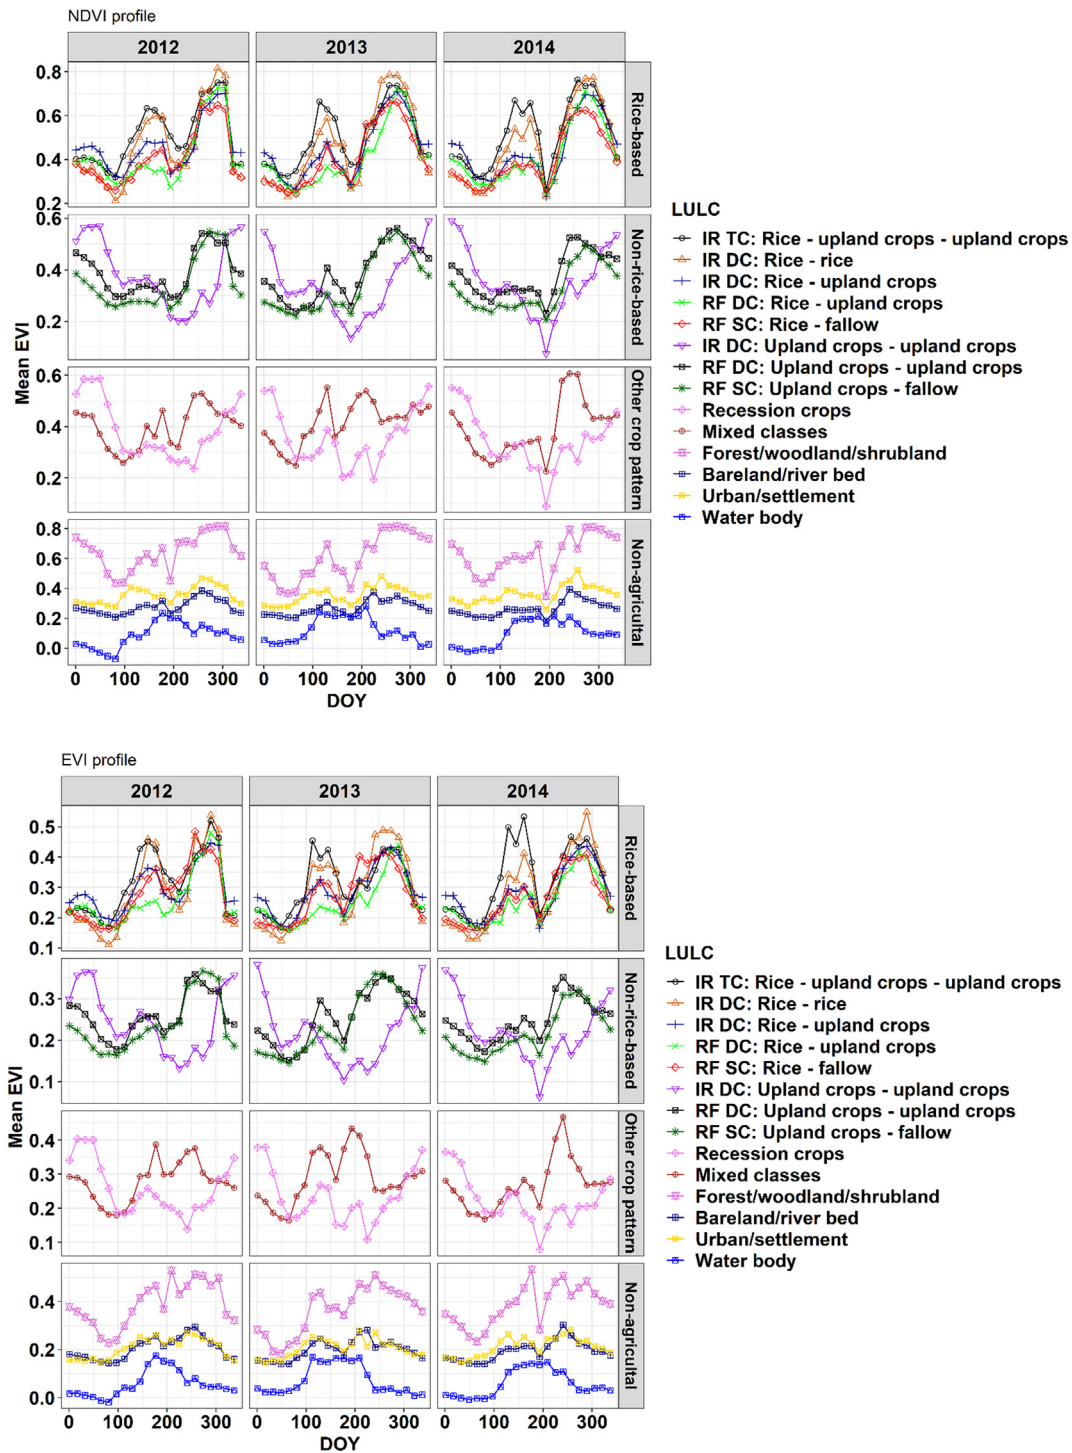 NDVI profile
2012
2013
2014
0.8
0.6
0.4
0.2
Rice-based
0.6
0.4
0.2
Non-rice-based
0.6
0.4
0.2
Other crop pattern
0.8
0.6
0.4
0.2
0.0
Non-agricultal
Mean EVI
0 100 200 300
0 100 200 300
0 100 200 300
DOY
LULC
IR TC: Rice - upland crops - upland crops
IR DC: Rice - rice
IR DC: Rice - upland crops
RF DC: Rice - upland crops
RF SC: Rice - fallow
IR DC: Upland crops - upland crops
RF DC: Upland crops - upland crops
RF SC: Upland crops - fallow
Recession crops
Mixed classes
Forest/woodland/shrubland
Bareland/river bed
Urban/settlement
Water body
EVI profile
2012
2013
2014
0.5
0.4
0.3
0.2
0.1
Rice-based
0.3
0.2
0.1
Non-rice-based
0.4
0.3
0.2
0.1
Other crop pattern
0.4
0.2
0.0
Non-agricultal
Mean EVI
0 100 200 300
0 100 200 300
0 100 200 300
DOY
LULC
IR TC: Rice - upland crops - upland crops
IR DC: Rice - rice
IR DC: Rice - upland crops
RF DC: Rice - upland crops
RF SC: Rice - fallow
IR DC: Upland crops - upland crops
RF DC: Upland crops - upland crops
RF SC: Upland crops - fallow
Recession crops
Mixed classes
Forest/woodland/shrubland
Bareland/river bed
Urban/settlement
Water body